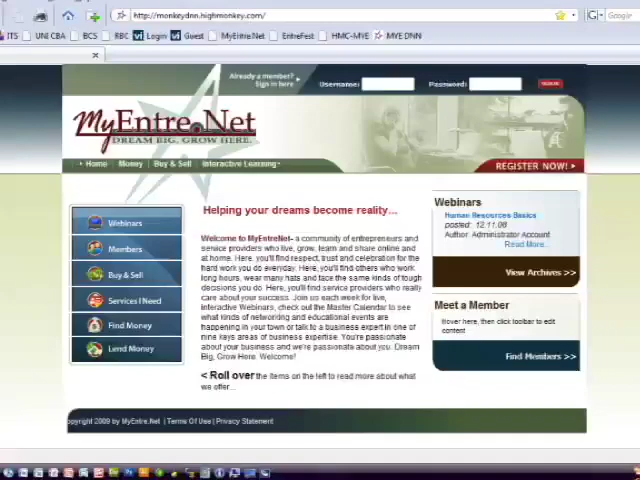 http://monkeydnn.highmonkey.com/
Google
ITS UNI CBA BCS RBC Login Guest MyEntre.Net EntreFest HMC-MVE MYE DNN
Already a member?
Sign in here
Username: Password: SIGN IN
MyEntre.Net
DREAM BIG. GROW HERE.
Home Money Buy & Sell Interactive Learning
REGISTER NOW!
Webinars
Members
Buy & Sell
Services I Need
Find Money
Lend Money
Helping your dreams become reality...
Welcome to MyEntreNet- a community of entrepreneurs and
service providers who live, grow, learn and share online and
at home. Here, you'll find respect, trust and celebration for the
hard work you do everyday. Here, you'll find others who work
long hours, wear many hats and face the same kinds of tough
decisions you do. Here, you'll find service providers who really
care about your success. Join us each week for live,
interactive Webinars, check out the Master Calendar to see
what kinds of networking and educational events are
happening in your town or talk to a business expert in one of
nine keys areas of business expertise. You're passionate
about your business and we're passionate about you. Dream
Big, Grow Here. Welcome!
< Roll over the items on the left to read more about what
we offer...
Webinars
Human Resources Basics
posted: 12.11.08
Author: Administrator Account
Read More...
View Archives >>
Meet a Member
Hover here, then click toolbar to edit
content
Find Members >>
opyright 2009 by MyEntre.Net | Terms Of Use | Privacy Statement